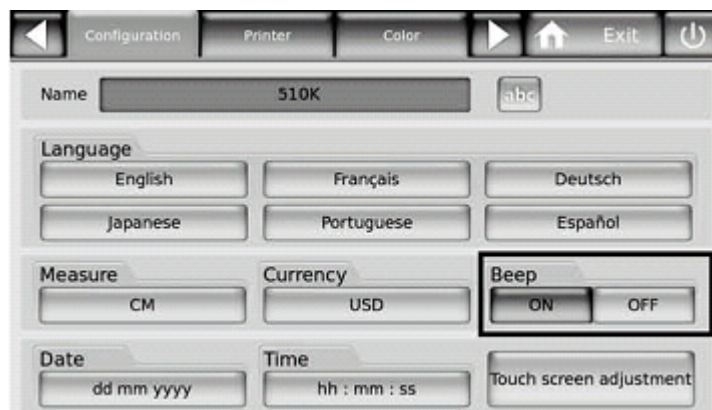 Configuration Printer Color Exit
Name 510K abc
Language
English Français Deutsch
Japanese Portuguese Español
Measure Currency Beep
CM USD ON OFF
Date Time
dd mm yyyy hh : mm : ss Touch screen adjustment